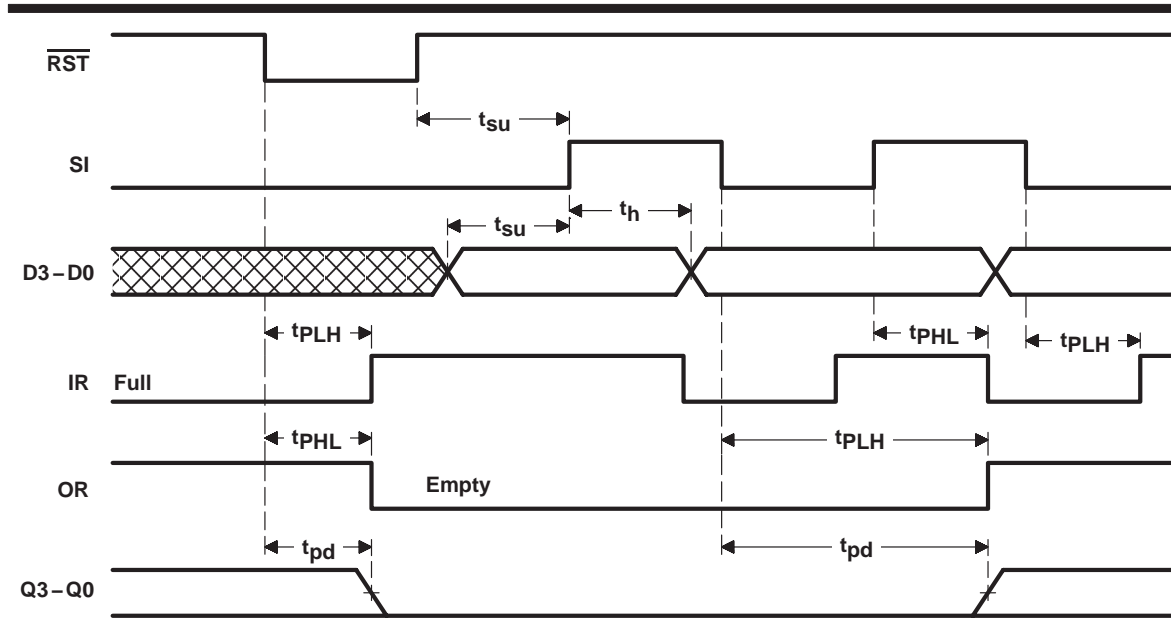 RST
tsu
SI
tsu
th
D3–D0
tPLH
tPHL
tPLH
IR Full
tPHL
tPLH
OR
Empty
tpd
tpd
Q3–Q0